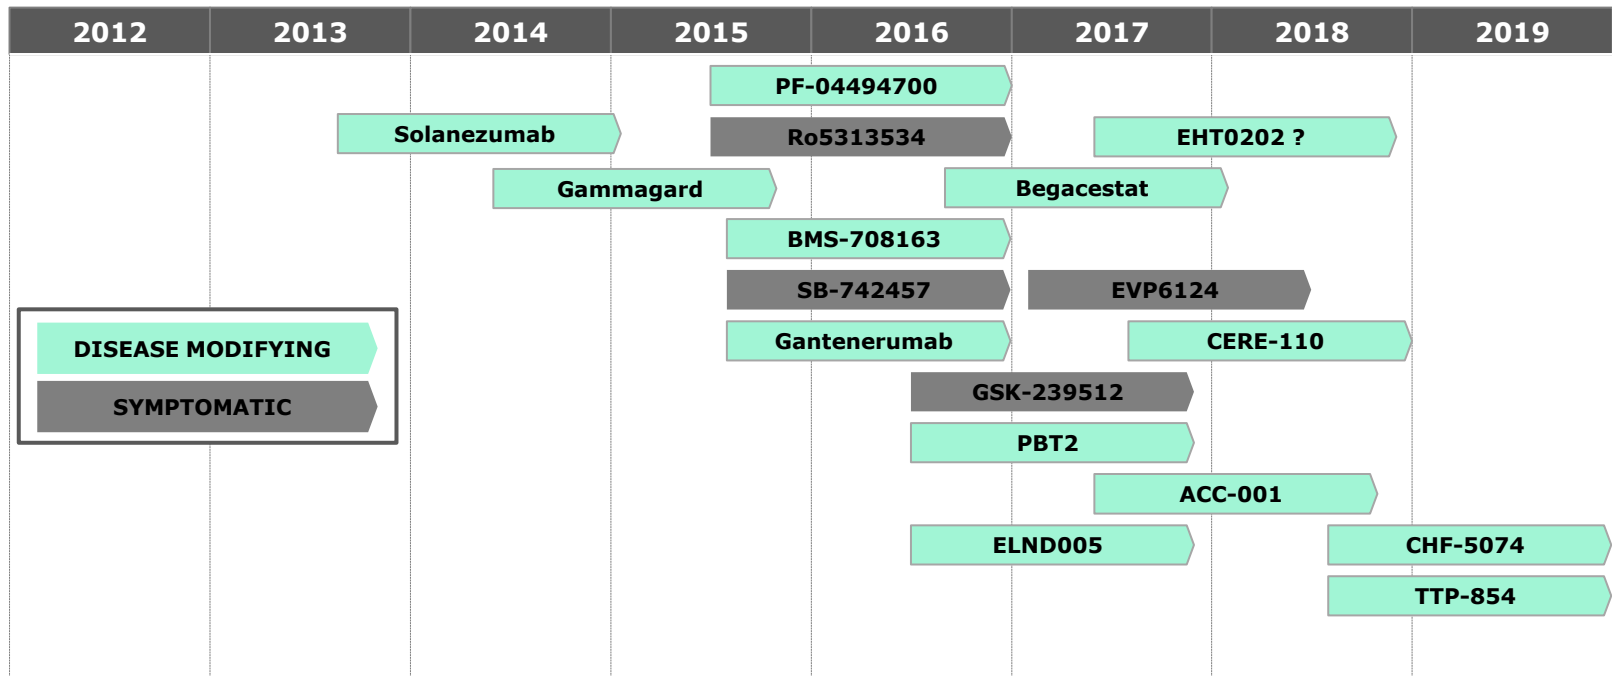 2012 2013 2014 2015 2016 2017 2018 2019
PF-04494700
Solanezumab Ro5313534 EHT0202 ?
Gammagard Begacestat
BMS-708163
SB-742457 EVP6124
Gantenerumab CERE-110
DISEASE MODIFYING
GSK-239512
SYMPTOMATIC
PBT2
ACC-001
ELND005 CHF-5074
TTP-854